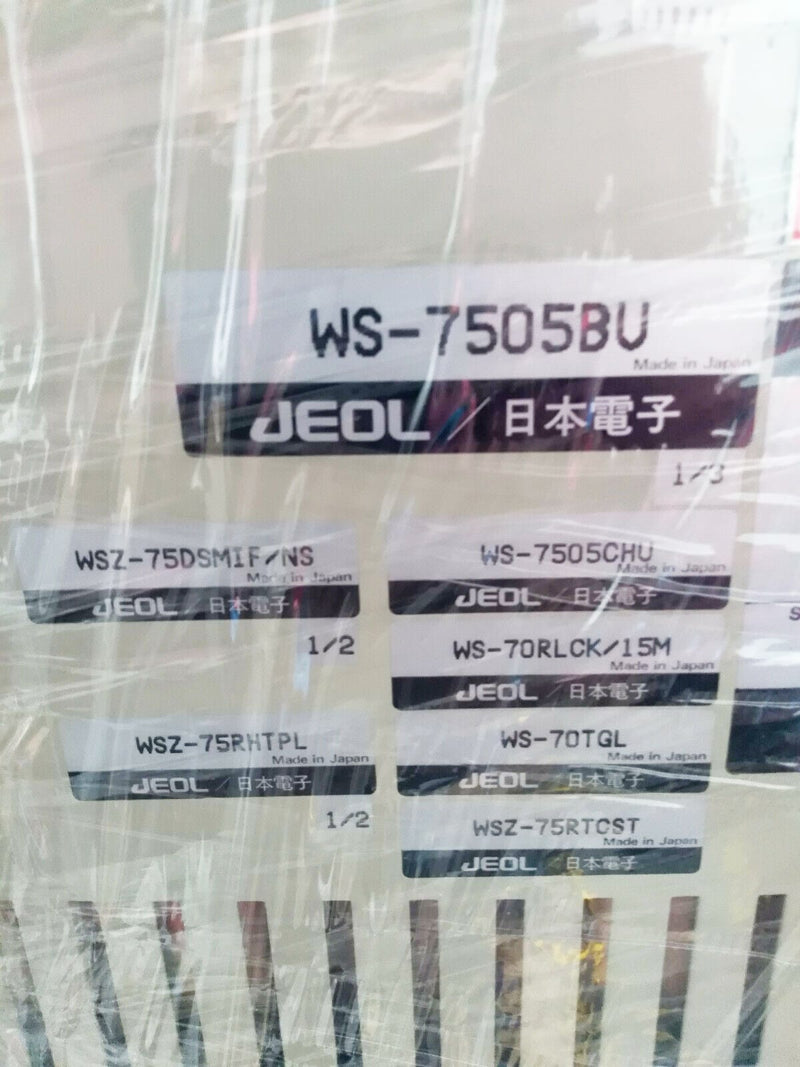 WS-7505BU
Made in Japan
JEOL / 日本電子
1/3
WSZ-75DSMIF/NS
Made in Japan
JEOL / 日本電子
1/2
WSZ-75RHTPL
Made in Japan
JEOL / 日本電子
1/2
WS-7505CHU
Made in Japan
JEOL / 日本電子
WS-70RLCK/15M
Made in Japan
JEOL / 日本電子
WS-70TGL
Made in Japan
JEOL / 日本電子
WSZ-75RTCST
Made in Japan
JEOL / 日本電子
S